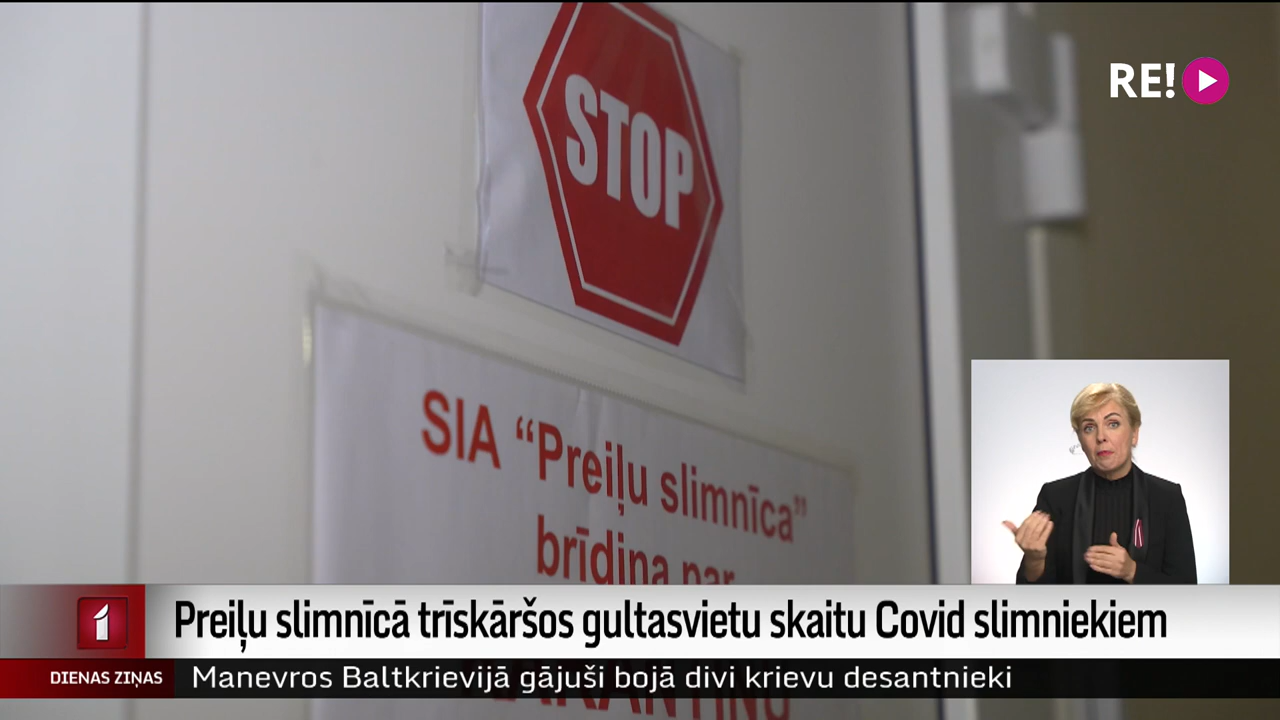 STOP
RE!
SIA “Preiļu slimnīca”
brīdina par
1
Preiļu slimnīcā trīskāršos gultasvietu skaitu Covid slimniekiem
DIENAS ZIŅAS
Manevros Baltkrievijā gājuši bojā divi krievu desantnieki